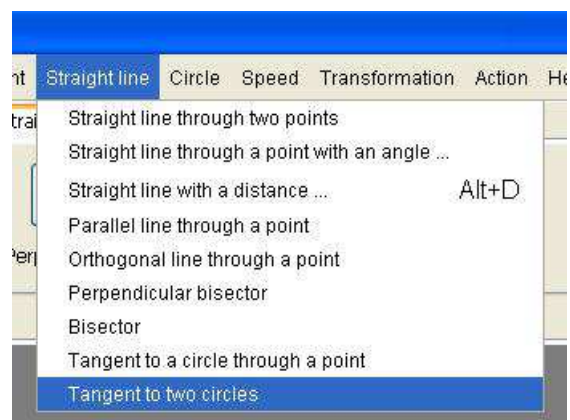 Straight line Circle Speed Transformation Action
Straight line through two points
Straight line through a point with an angle ...
Straight line with a distance ... Alt+D
Parallel line through a point
Orthogonal line through a point
Perpendicular bisector
Bisector
Tangent to a circle through a point
Tangent to two circles